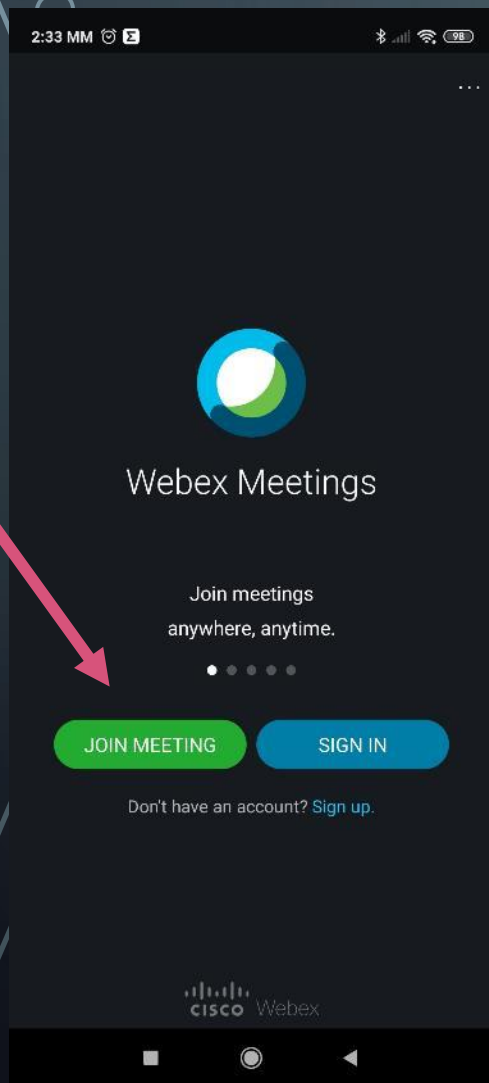 2:33 MM Σ 98
...
Webex Meetings
Join meetings
anywhere, anytime.
JOIN MEETING SIGN IN
Don't have an account? Sign up.
CISCO Webex